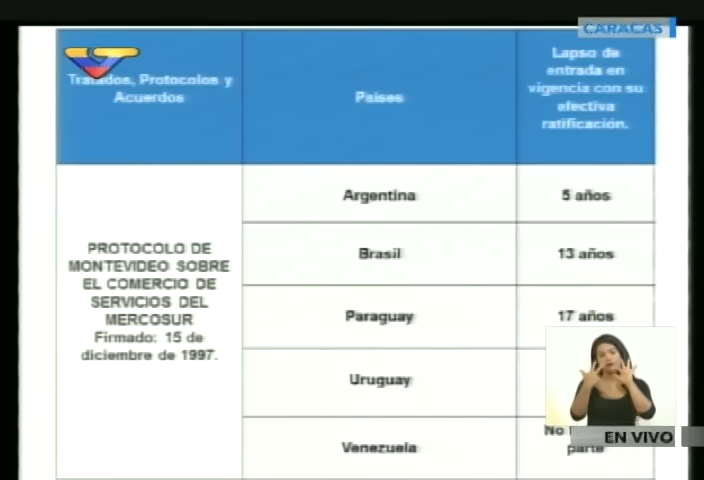 CARACAS
Tratados, Protocolos y
Acuerdos
Países
Lapso de
entrada en
vigencia con su
efectiva
ratificación.
PROTOCOLO DE
MONTEVIDEO SOBRE
EL COMERCIO DE
SERVICIOS DEL
MERCOSUR
Firmado: 15 de
diciembre de 1997.
Argentina
5 años
Brasil
13 años
Paraguay
17 años
Uruguay
Venezuela
No
parte
EN VIVO